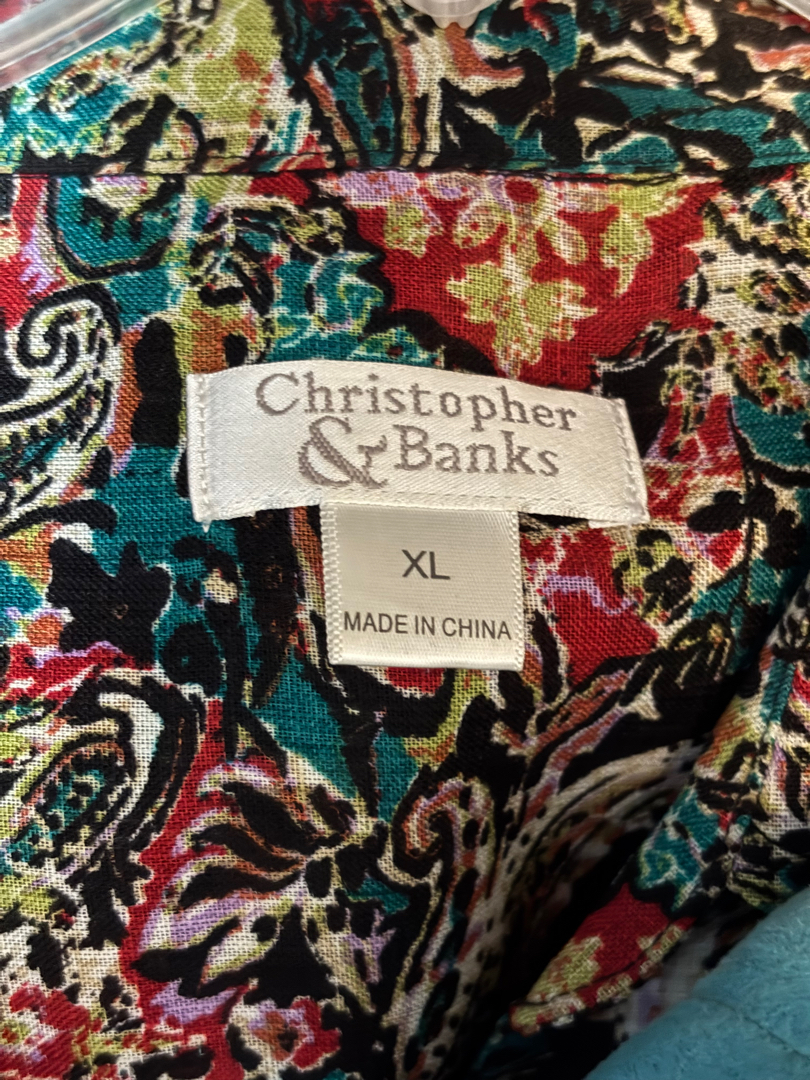 Christopher
& Banks
XL
MADE IN CHINA